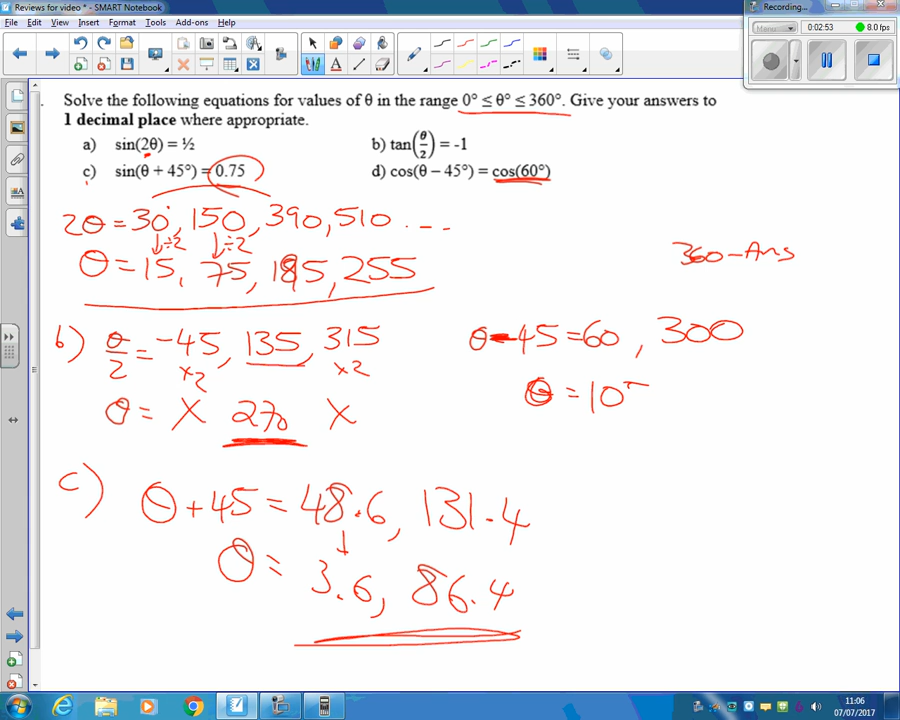 Reviews for video * - SMART Notebook
File Edit View Insert Format Tools Add-ons Help
Recording...
Menu
0:02:53
8.0 fps
Solve the following equations for values of θ in the range 0° ≤ θ° ≤ 360°. Give your answers to
1 decimal place where appropriate.
a) sin(2θ) = ½
b) tan(θ/2) = -1
c) sin(θ + 45°) = 0.75
d) cos(θ − 45°) = cos(60°)
2θ = 30, 150, 390, 510 ...
÷2 ÷2
θ = 15, 75, 195, 255
360-Ans
b) θ/2 = -45, 135, 315
x2 x2
θ = X 270 X
θ - 45 = 60, 300
θ = 105
c) θ + 45 = 48.6, 131.4
θ = 3.6, 86.4
11:06
07/07/2017